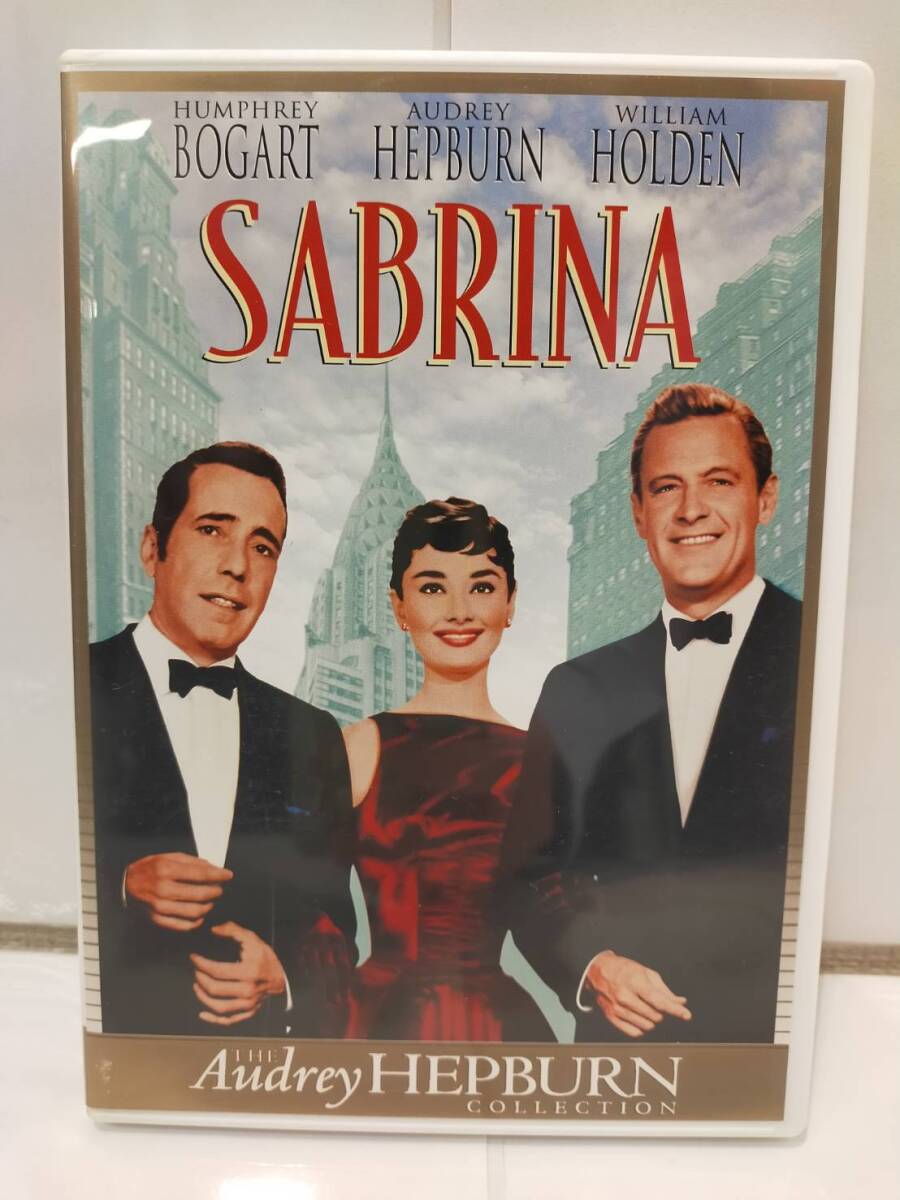 HUMPHREY AUDREY WILLIAM
BOGART HEPBURN HOLDEN
SABRINA
THE
Audrey HEPBURN
COLLECTION